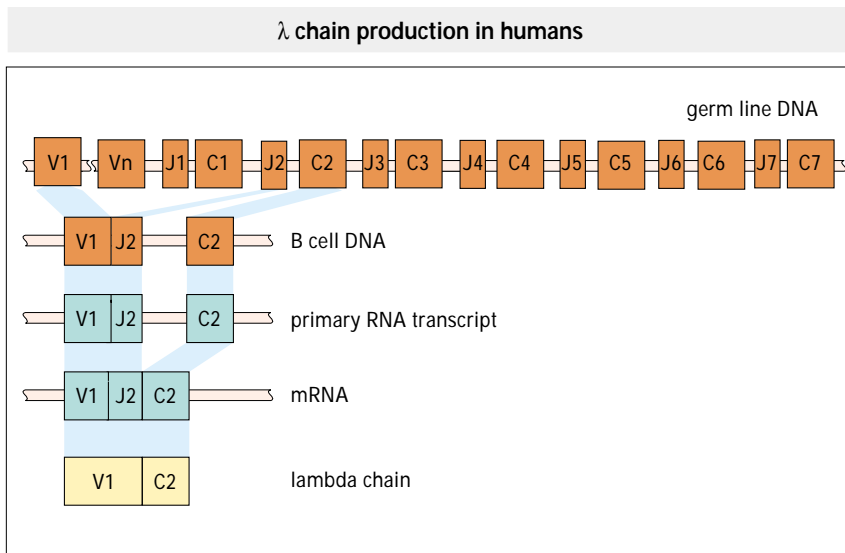 λ chain production in humans
germ line DNA
V1 Vn J1 C1 J2 C2 J3 C3 J4 C4 J5 C5 J6 C6 J7 C7
V1 J2 C2 B cell DNA
V1 J2 C2 primary RNA transcript
V1 J2 C2 mRNA
V1 C2 lambda chain